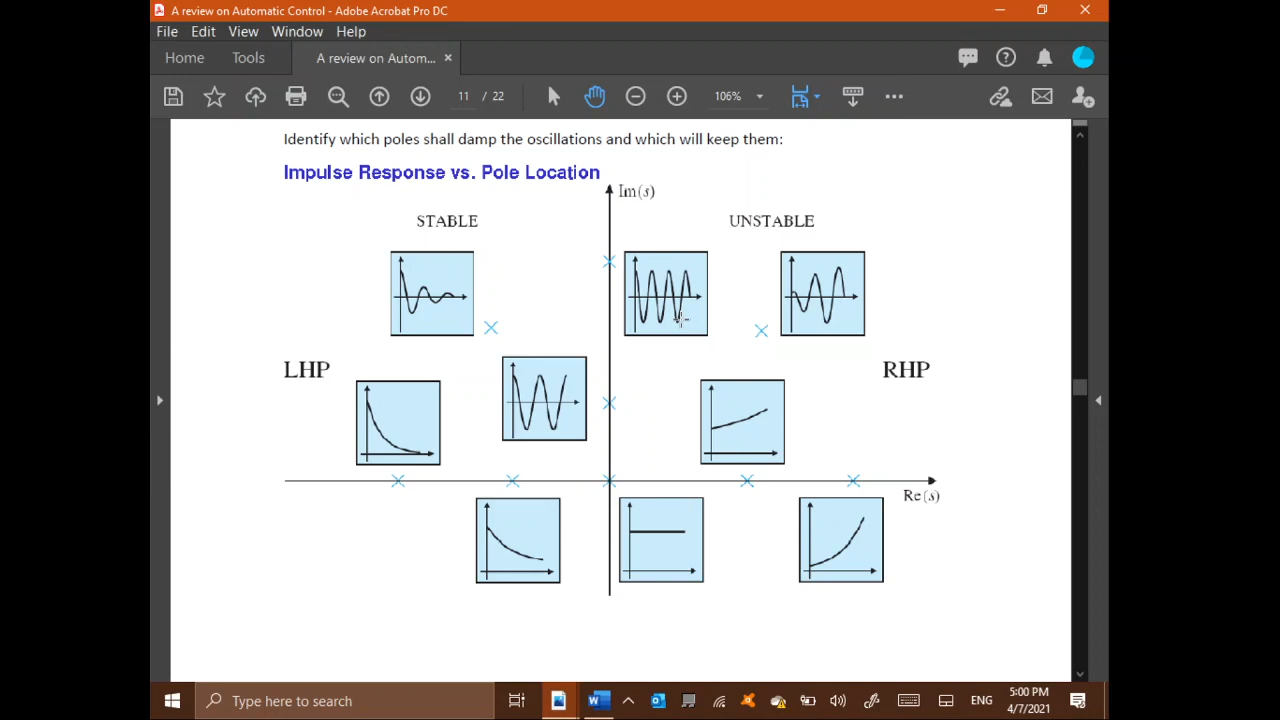 A review on Automatic Control - Adobe Acrobat Pro DC
File Edit View Window Help
Home Tools A review on Autom... ×
11 / 22 106%
Identify which poles shall damp the oscillations and which will keep them:
Impulse Response vs. Pole Location
Im(s)
STABLE UNSTABLE
LHP RHP
Re(s)
Type here to search
ENG
5:00 PM
4/7/2021